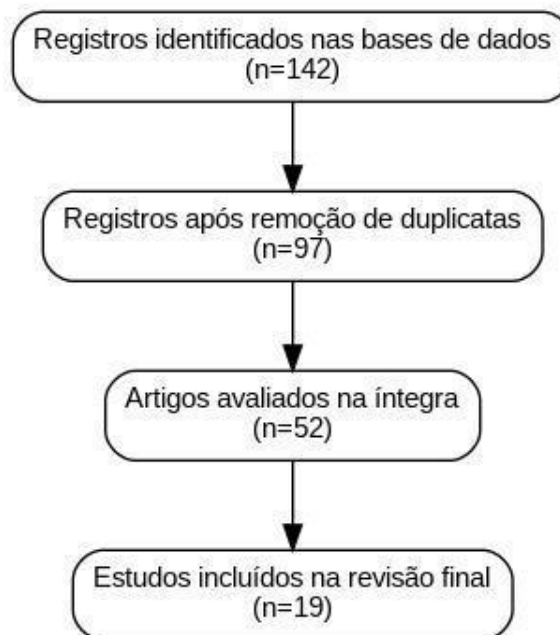 Registros identificados nas bases de dados
(n=142)
Registros após remoção de duplicatas
(n=97)
Artigos avaliados na íntegra
(n=52)
Estudos incluídos na revisão final
(n=19)